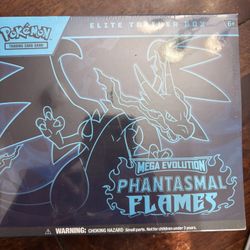 Pokémon
TRADING CARD GAME
ELITE TRAINER BOX
6+
MEGA EVOLUTION
PHANTASMAL
FLAMES
WARNING: CHOKING HAZARD - Small parts. Not for children under 3 years.